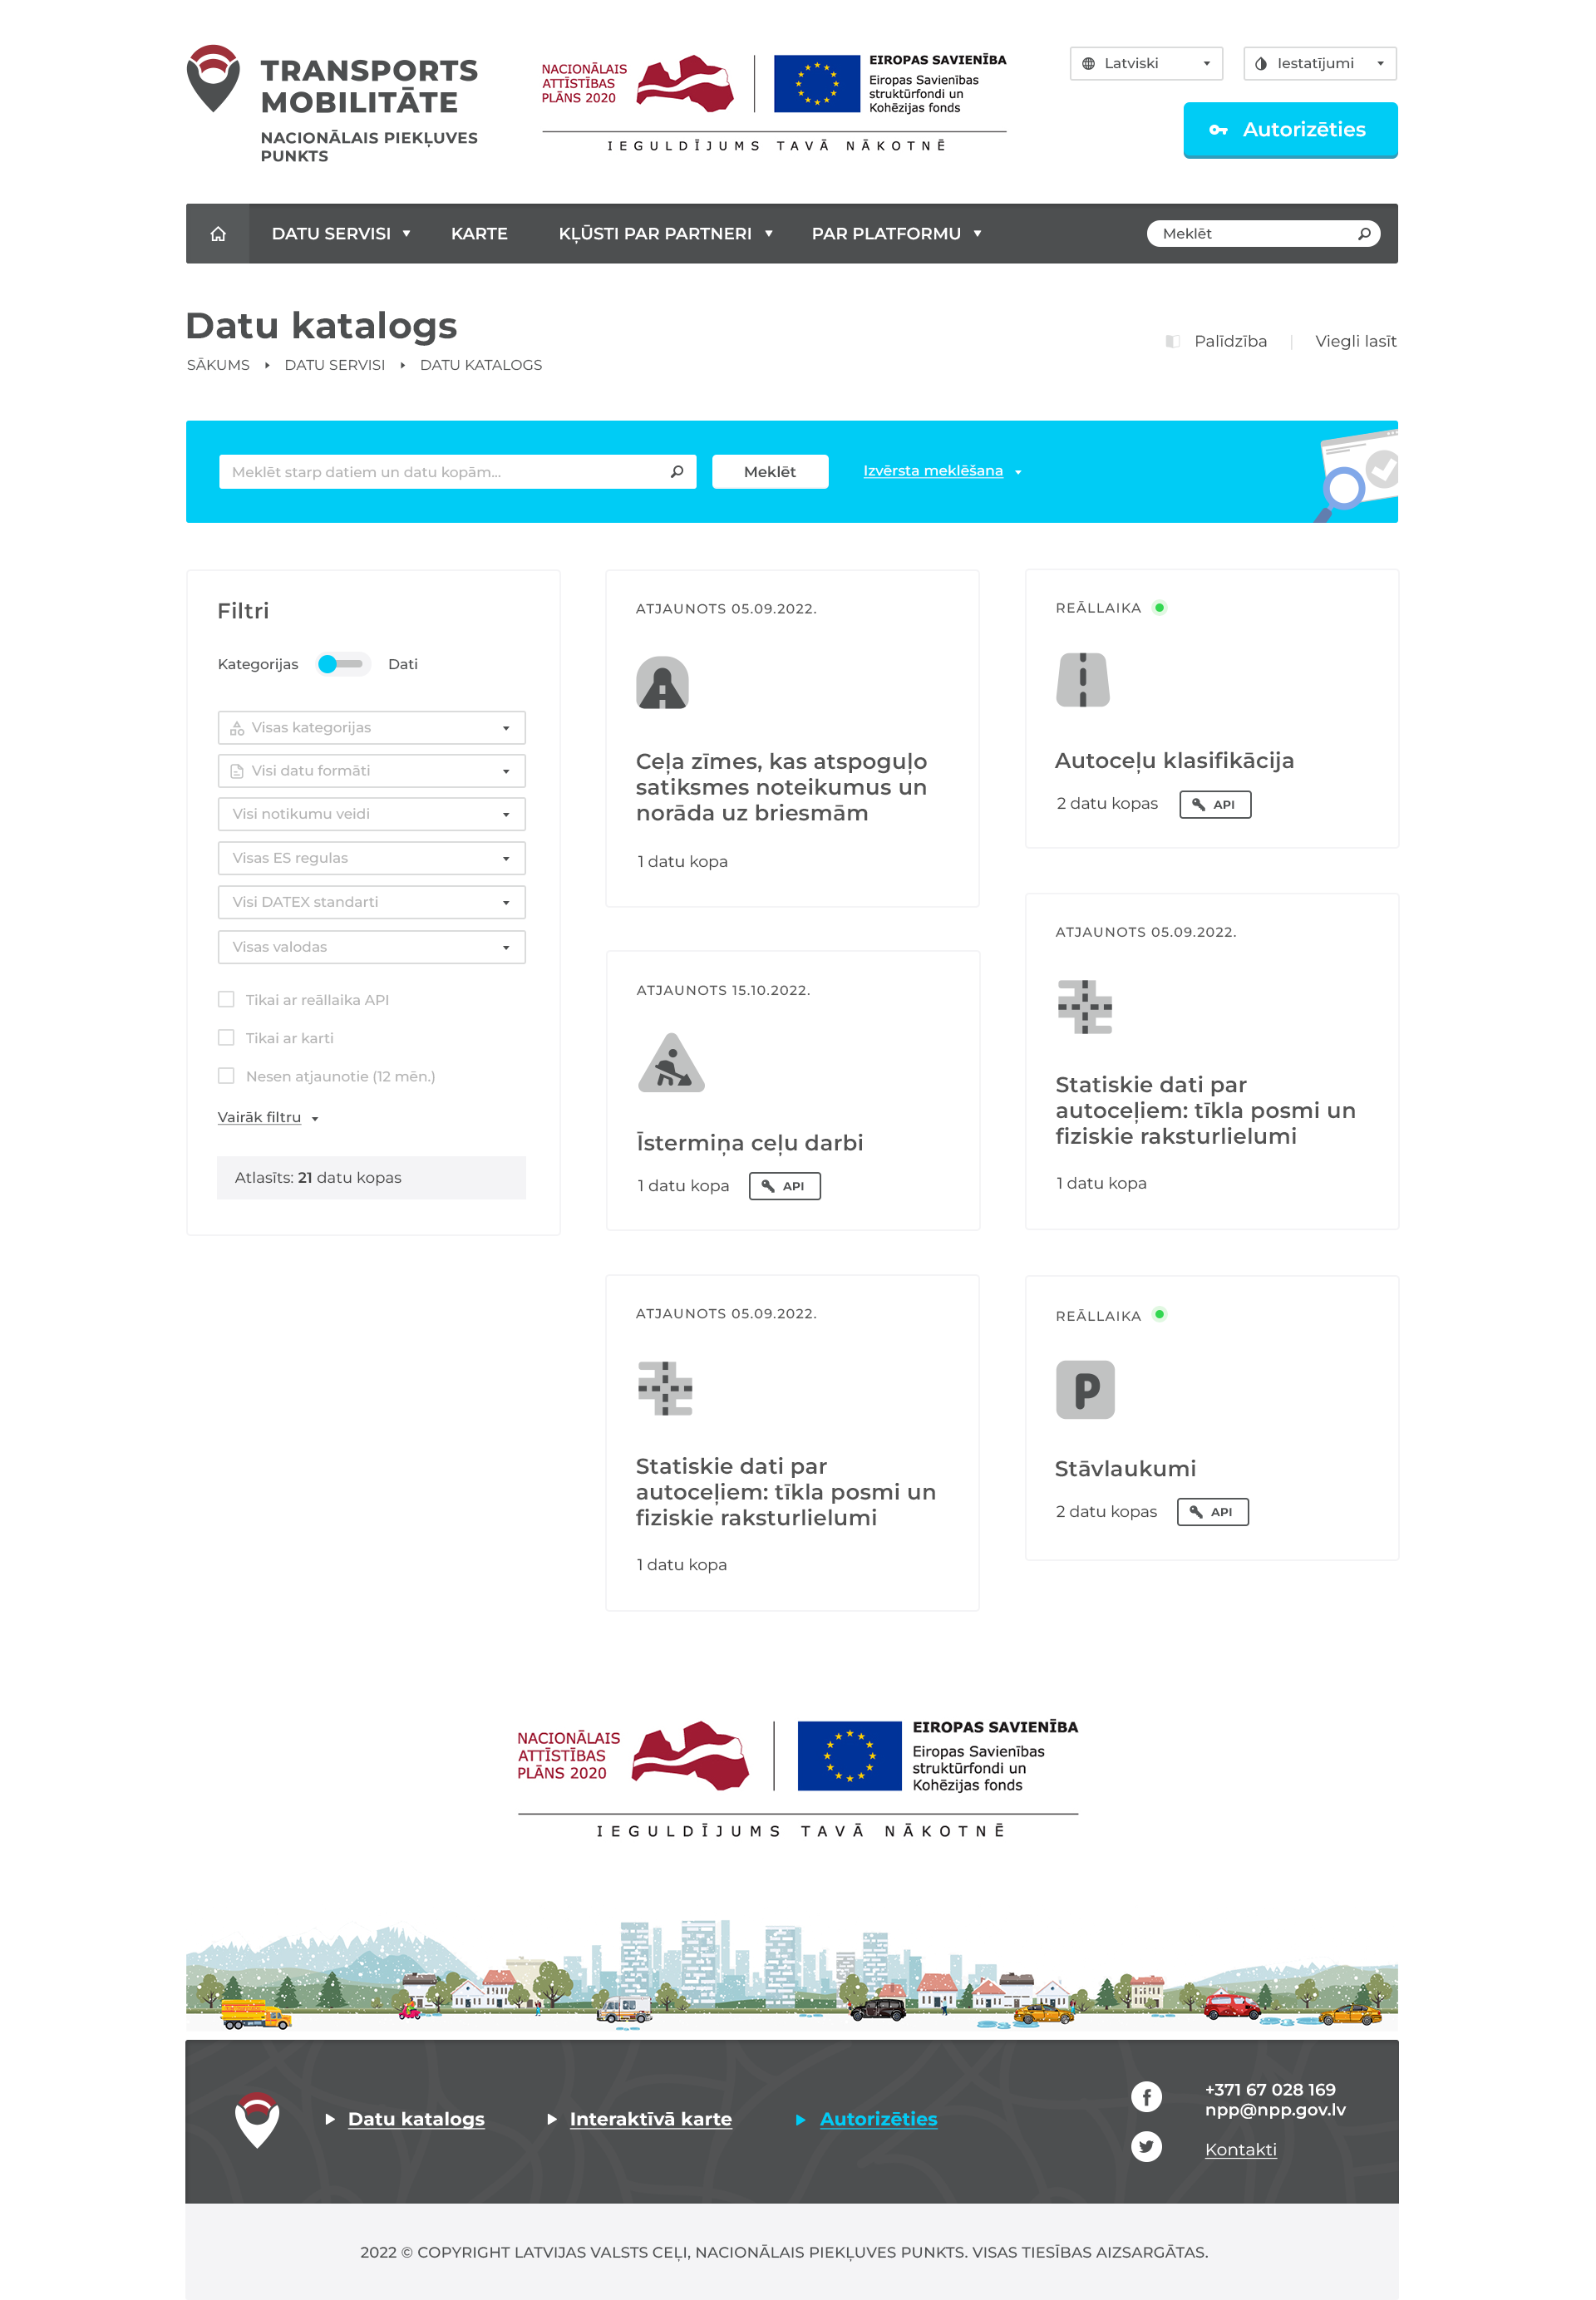 TRANSPORTS
MOBILITĀTE
NACIONĀLAIS PIEKĻUVES
PUNKTS
NACIONĀLAIS
ATTĪSTĪBAS
PLĀNS 2020
EIROPAS SAVIENĪBA
Eiropas Savienības
struktūrfondi un
Kohēzijas fonds
IEGULDĪJUMS TAVĀ NĀKOTNĒ
Latviski
Iestatījumi
Autorizēties
DATU SERVISI
KARTE
KĻŪSTI PAR PARTNERI
PAR PLATFORMU
Meklēt
Datu katalogs
SĀKUMS
DATU SERVISI
DATU KATALOGS
Palīdzība
Viegli lasīt
Meklēt starp datiem un datu kopām...
Meklēt
Izvērsta meklēšana
Filtri
Kategorijas
Dati
Visas kategorijas
Visi datu formāti
Visi notikumu veidi
Visas ES regulas
Visi DATEX standarti
Visas valodas
Tikai ar reāllaika API
Tikai ar karti
Nesen atjaunotie (12 mēn.)
Vairāk filtru
Atlasīts: 21 datu kopas
ATJAUNOTS 05.09.2022.
Ceļa zīmes, kas atspoguļo
satiksmes noteikumus un
norāda uz briesmām
1 datu kopa
REĀLLAIKA
Autoceļu klasifikācija
2 datu kopas
API
ATJAUNOTS 15.10.2022.
Īstermiņa ceļu darbi
1 datu kopa
API
ATJAUNOTS 05.09.2022.
Statiskie dati par
autoceļiem: tīkla posmi un
fiziskie raksturlielumi
1 datu kopa
ATJAUNOTS 05.09.2022.
Statiskie dati par
autoceļiem: tīkla posmi un
fiziskie raksturlielumi
1 datu kopa
REĀLLAIKA
P
Stāvlaukumi
2 datu kopas
API
NACIONĀLAIS
ATTĪSTĪBAS
PLĀNS 2020
EIROPAS SAVIENĪBA
Eiropas Savienības
struktūrfondi un
Kohēzijas fonds
IEGULDĪJUMS TAVĀ NĀKOTNĒ
Datu katalogs
Interaktīvā karte
Autorizēties
+371 67 028 169
npp@npp.gov.lv
Kontakti
2022 © COPYRIGHT LATVIJAS VALSTS CEĻI, NACIONĀLAIS PIEKĻUVES PUNKTS. VISAS TIESĪBAS AIZSARGĀTAS.